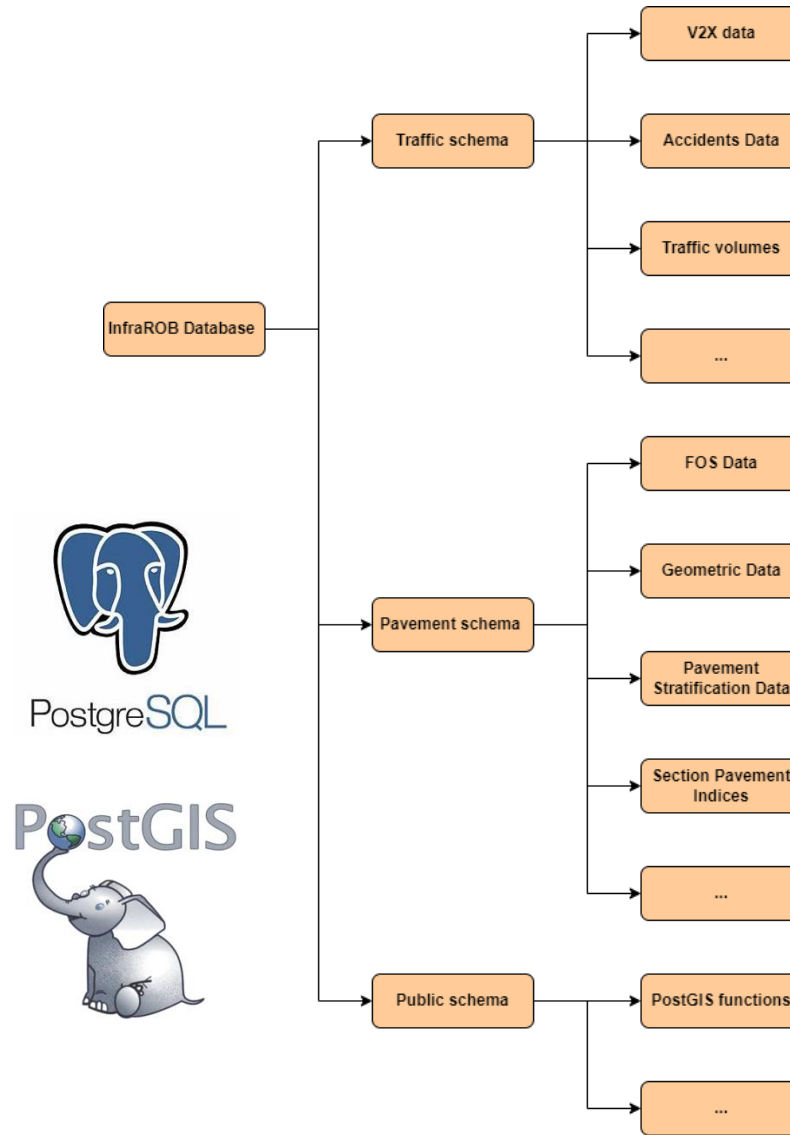 V2X data
Traffic schema
Accidents Data
Traffic volumes
InfraROB Database
...
FOS Data
PostgreSQL
Geometric Data
Pavement schema
Pavement
Stratification Data
Section Pavement
Indices
PostGIS
...
Public schema
PostGIS functions
...